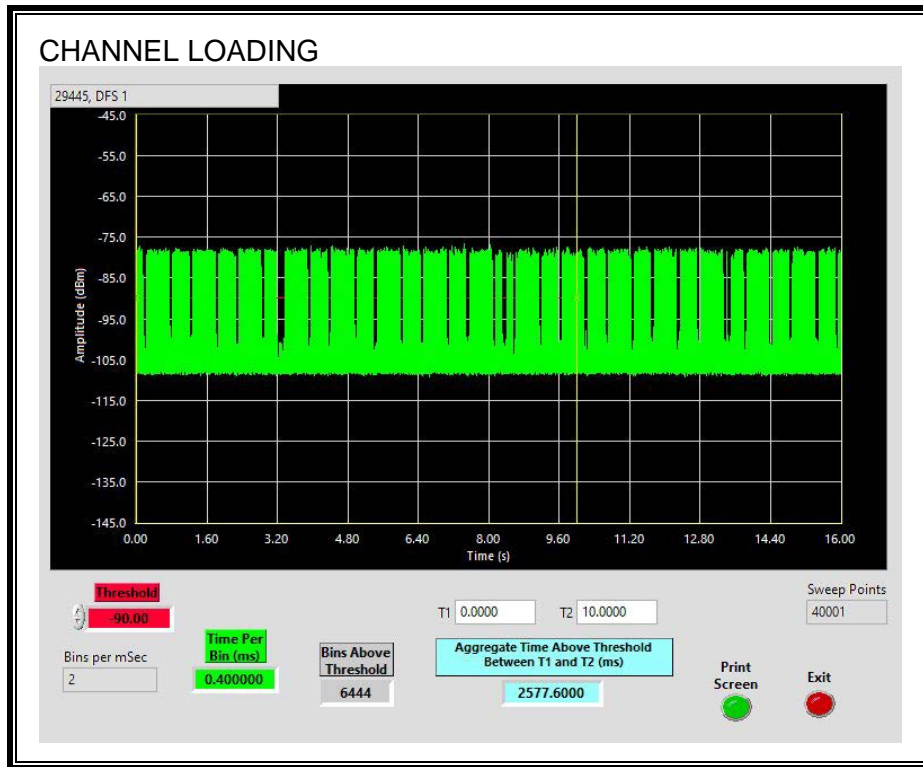 CHANNEL LOADING
29445, DFS 1
-45.0
-55.0
-65.0
-75.0
-85.0
-95.0
-105.0
-115.0
-125.0
-135.0
-145.0
Amplitude (dBm)
0.00 1.60 3.20 4.80 6.40 8.00 9.60 11.20 12.80 14.40 16.00
Time (s)
Threshold
-90.00
Bins per mSec
2
Time Per
Bin (ms)
0.400000
Bins Above
Threshold
6444
T1 0.0000 T2 10.0000
Aggregate Time Above Threshold
Between T1 and T2 (ms)
2577.6000
Sweep Points
40001
Print
Screen
Exit